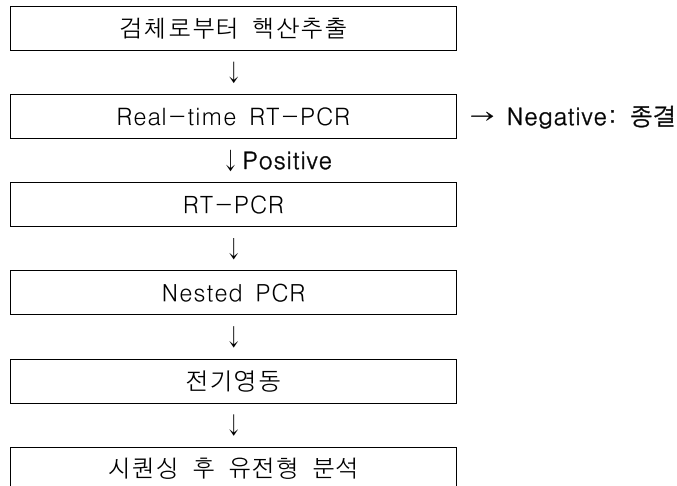 검체로부터 핵산추출
↓
Real-time RT-PCR → Negative: 종결
↓Positive
RT-PCR
↓
Nested PCR
↓
전기영동
↓
시퀀싱 후 유전형 분석